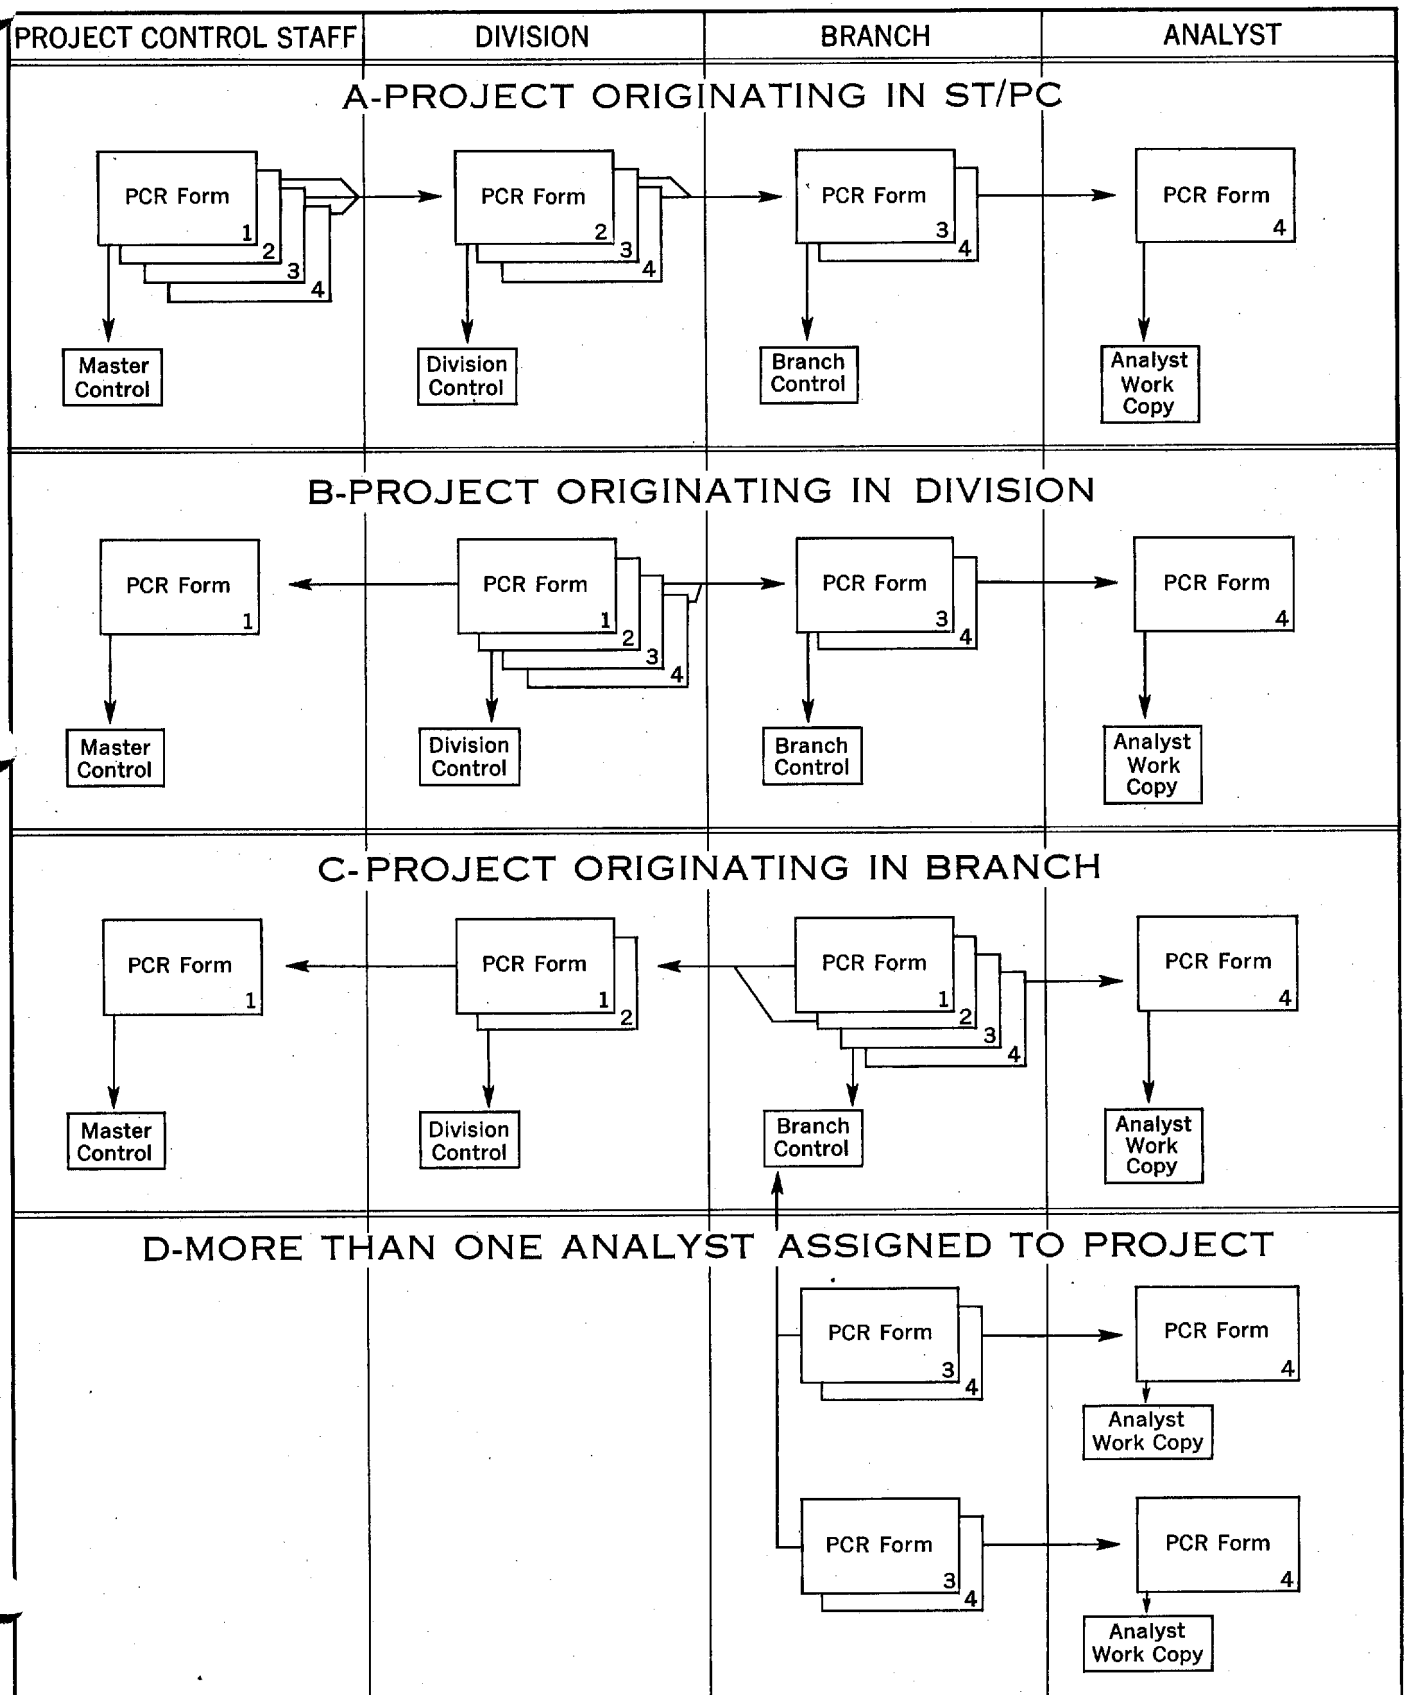 PROJECT CONTROL STAFF
DIVISION
BRANCH
ANALYST
A-PROJECT ORIGINATING IN ST/PC
PCR Form
1
2
3
4
PCR Form
2
3
4
PCR Form
3
4
PCR Form
4
Master
Control
Division
Control
Branch
Control
Analyst
Work
Copy
B-PROJECT ORIGINATING IN DIVISION
PCR Form
1
PCR Form
1
2
3
4
PCR Form
3
4
PCR Form
4
Master
Control
Division
Control
Branch
Control
Analyst
Work
Copy
C-PROJECT ORIGINATING IN BRANCH
PCR Form
1
PCR Form
1
2
PCR Form
1
2
3
4
PCR Form
4
Master
Control
Division
Control
Branch
Control
Analyst
Work
Copy
D-MORE THAN ONE ANALYST ASSIGNED TO PROJECT
PCR Form
3
4
PCR Form
4
Analyst
Work Copy
PCR Form
3
4
PCR Form
4
Analyst
Work Copy